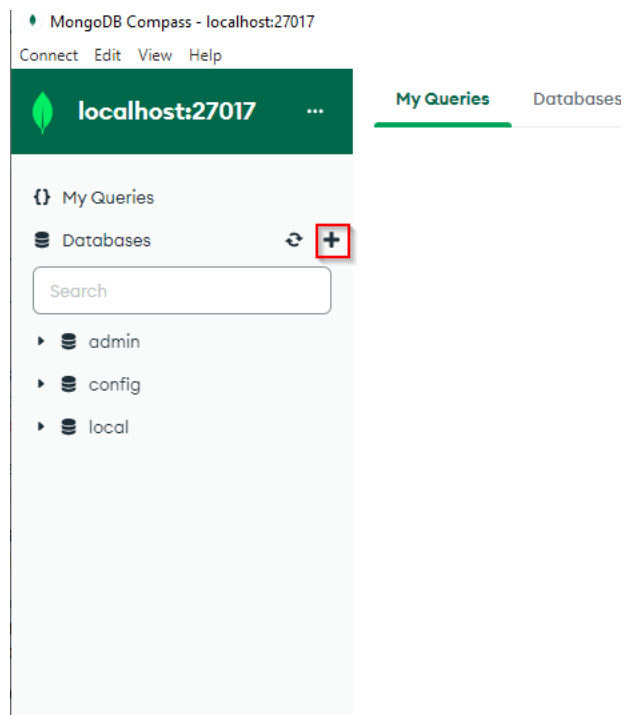 MongoDB Compass - localhost:27017
Connect Edit View Help
localhost:27017 ...
My Queries Databases
{} My Queries
Databases
Search
admin
config
local